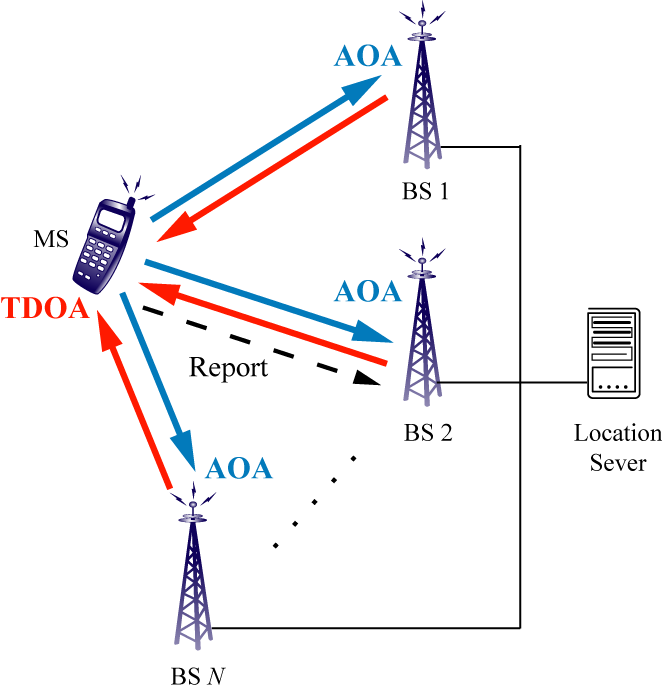 AOA
BS 1
MS
AOA
TDOA
Report
BS 2
Location
Sever
AOA
BS N